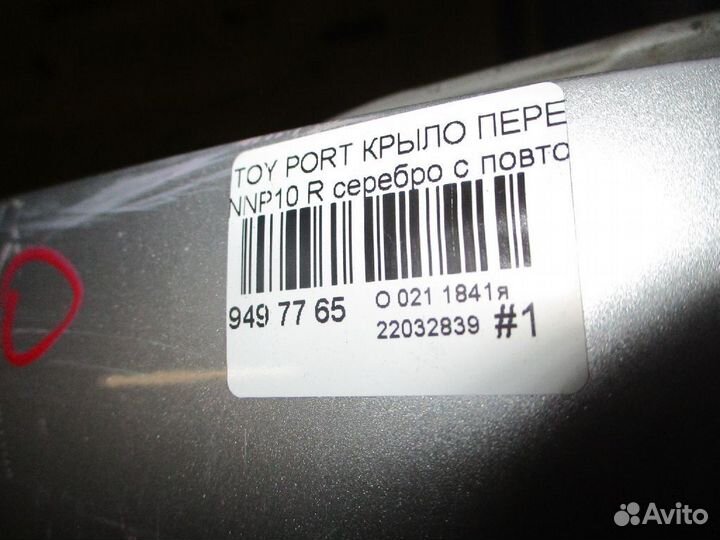 TOY PORT КРЫЛО ПЕРЕ
NNP10 R серебро с повто
949 77 65
О 021 1841я
22032839 #1
Avito